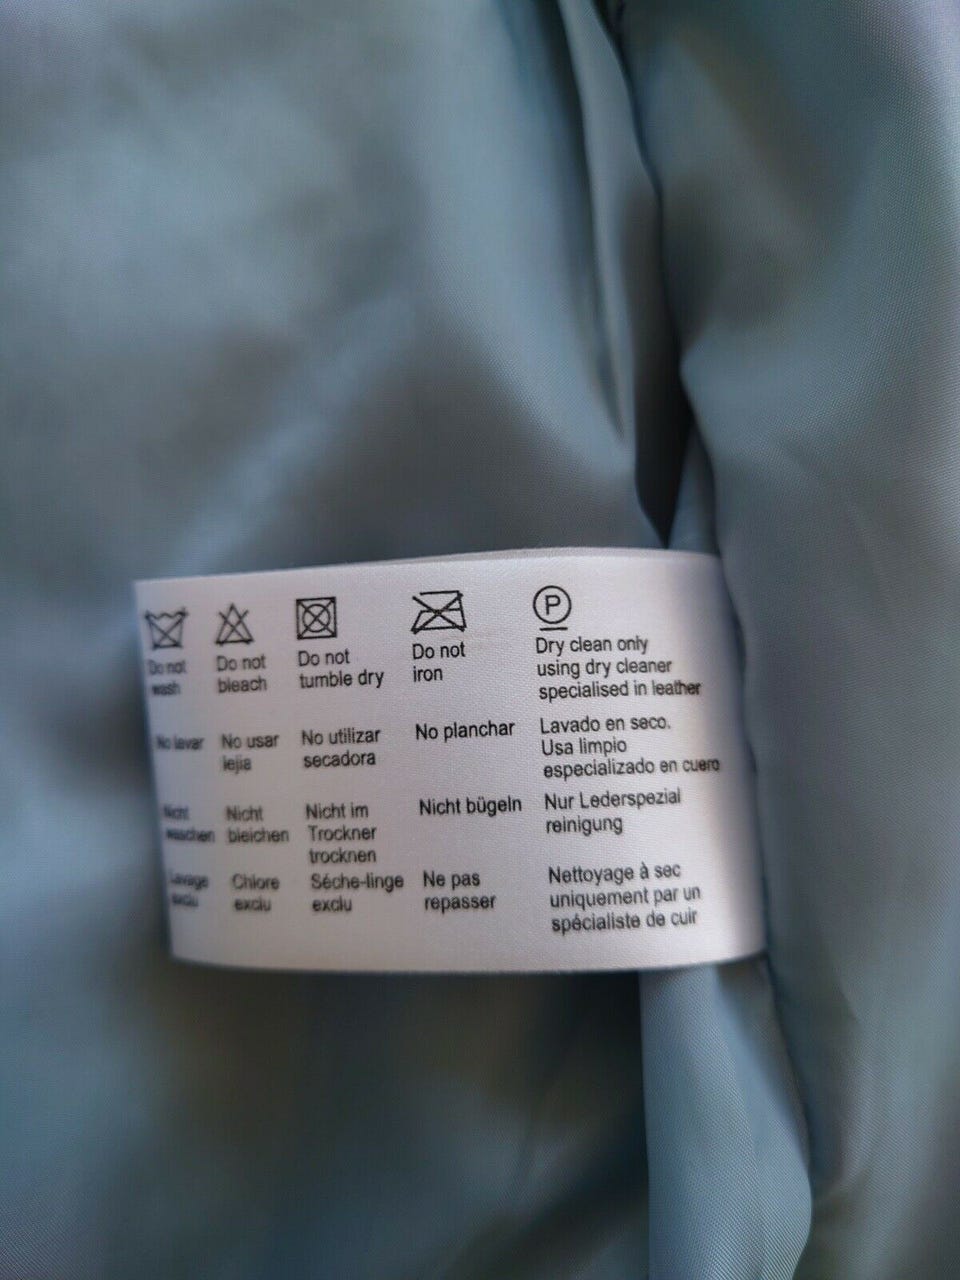 P
Do not
wash
Do not
bleach
Do not
tumble dry
Do not
iron
Dry clean only
using dry cleaner
specialised in leather
No lavar
No usar
lejia
No utilizar
secadora
No planchar
Lavado en seco.
Usa limpio
especializado en cuero
Nicht
waschen
Nicht
bleichen
Nicht im
Trockner
trocknen
Nicht bügeln
Nur Lederspezial
reinigung
Lavage
exclu
Chlore
exclu
Séche-linge
exclu
Ne pas
repasser
Nettoyage à sec
uniquement par un
spécialiste de cuir